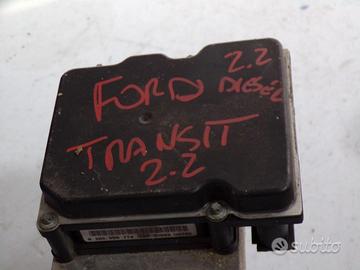 FORD 2.2
DIESEL
TRANSIT
2.2
subito